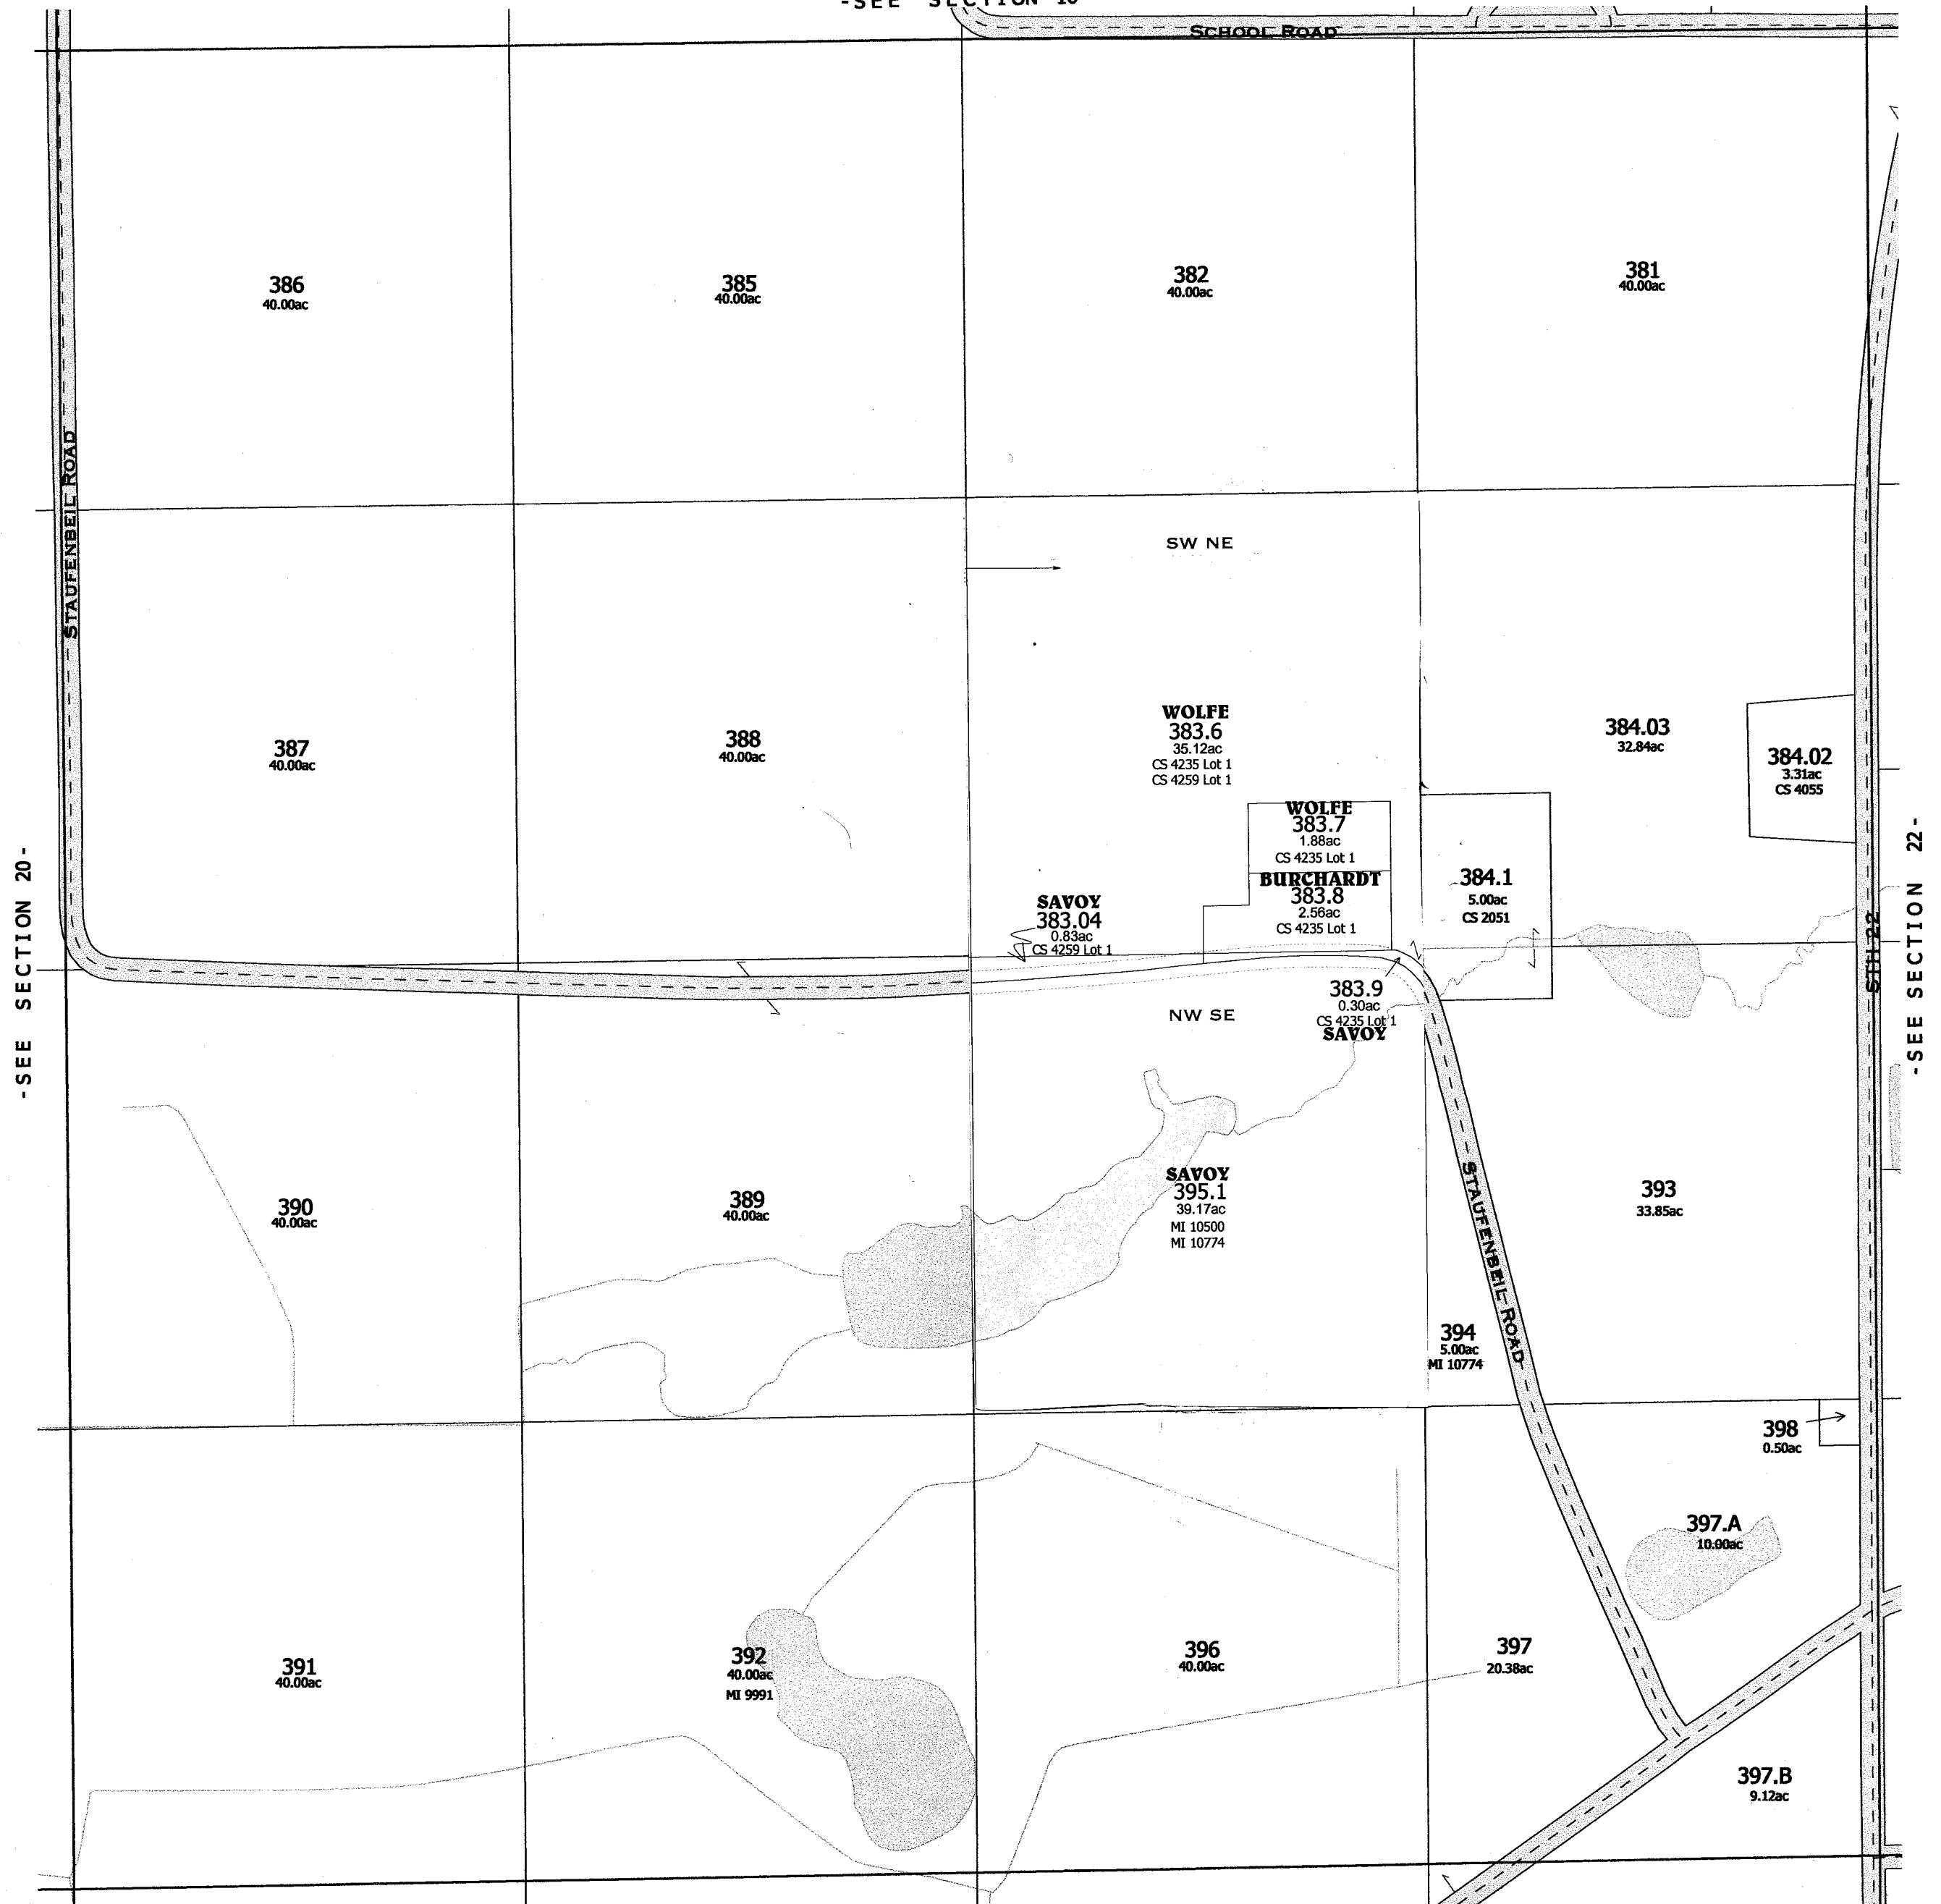 -SEE SECTION
SCHOOL ROAD
386
40.00ac
385
40.00ac
382
40.00ac
381
40.00ac
STAUFENBEIL ROAD
SW NE
387
40.00ac
388
40.00ac
WOLFE
383.6
35.12ac
CS 4235 Lot 1
CS 4259 Lot 1
384.03
32.84ac
384.02
3.31ac
CS 4055
WOLFE
383.7
1.88ac
CS 4235 Lot 1
BURCHARDT
383.8
2.56ac
CS 4235 Lot 1
384.1
5.00ac
CS 2051
SAVOY
383.04
0.83ac
CS 4259 Lot 1
-SEE SECTION 20-
-SEE SECTION 22-
STH 22
383.9
0.30ac
CS 4235 Lot 1
SAVOY
NW SE
390
40.00ac
389
40.00ac
SAVOY
395.1
39.17ac
MI 10500
MI 10774
STAUFENBEIL ROAD
393
33.85ac
394
5.00ac
MI 10774
398
0.50ac
397.A
10.00ac
391
40.00ac
392
40.00ac
MI 9991
396
40.00ac
397
20.38ac
397.B
9.12ac